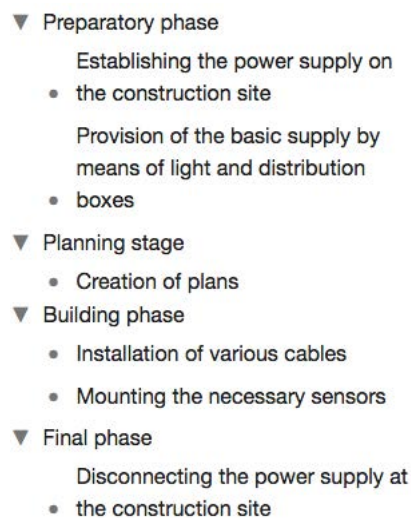 Preparatory phase
Establishing the power supply on
the construction site
Provision of the basic supply by
means of light and distribution
boxes
Planning stage
Creation of plans
Building phase
Installation of various cables
Mounting the necessary sensors
Final phase
Disconnecting the power supply at
the construction site